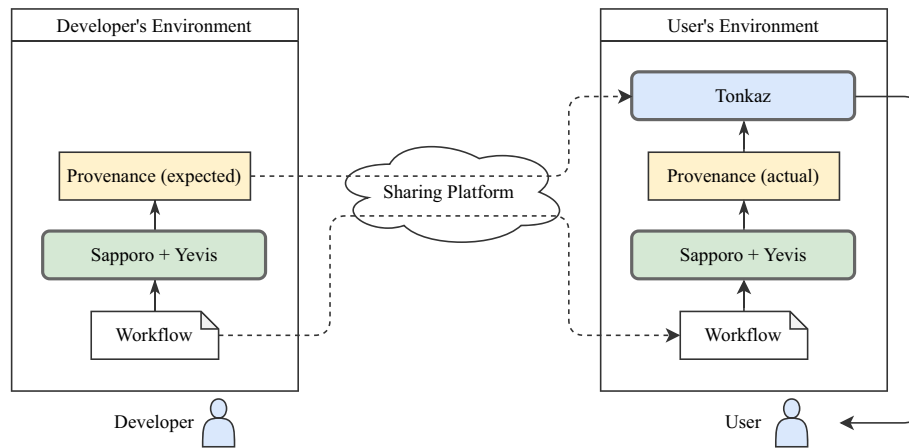 Developer's Environment
Provenance (expected)
Sapporo + Yevis
Workflow
Developer
Sharing Platform
User's Environment
Tonkaz
Provenance (actual)
Sapporo + Yevis
Workflow
User